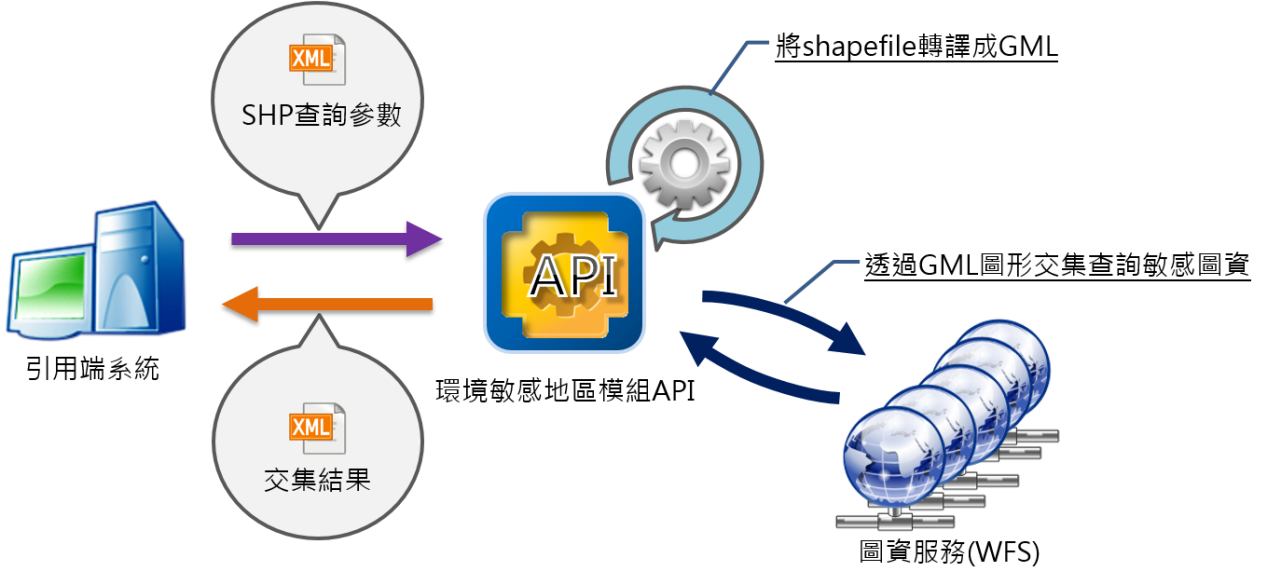 將shapefile轉譯成GML
XML
SHP查詢參數
API
透過GML圖形交集查詢敏感圖資
引用端系統
環境敏感地區模組API
XML
交集結果
圖資服務(WFS)